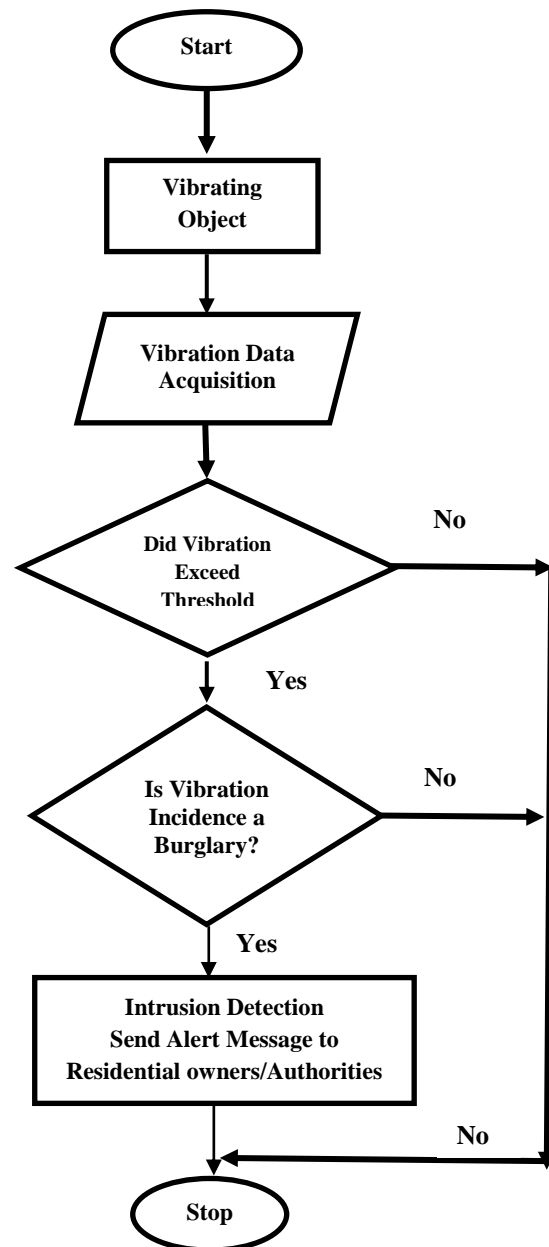 Start
Vibrating
Object
Vibration Data
Acquisition
Did Vibration
Exceed
Threshold
No
Yes
Is Vibration
Incidence a
Burglary?
No
Yes
Intrusion Detection
Send Alert Message to
Residential owners/Authorities
No
Stop